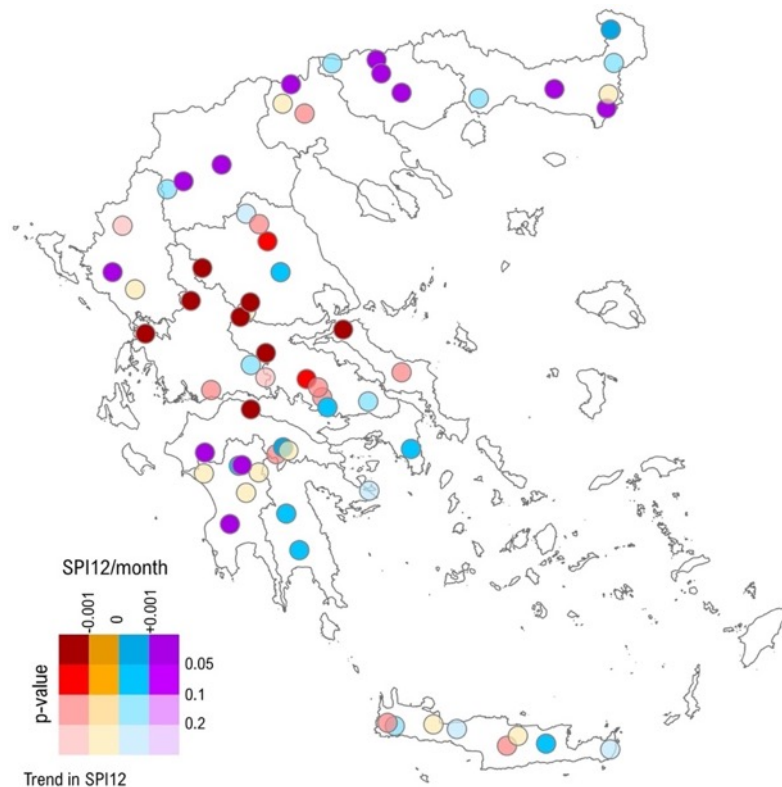 SPI12/month
-0.001
0
+0.001
p-value
0.05
0.1
0.2
Trend in SPI12